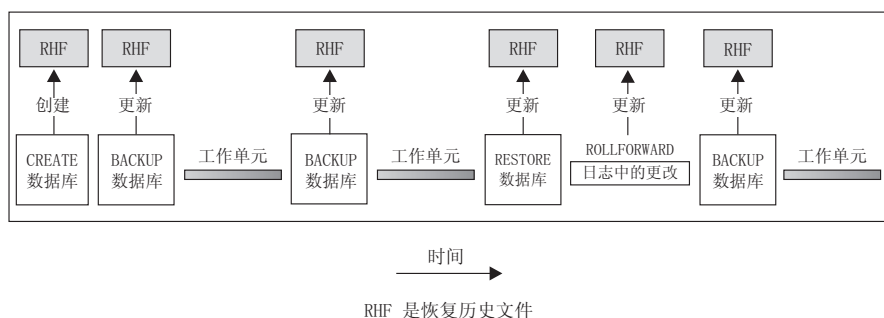 RHF RHF RHF RHF RHF RHF
创建 更新 更新 更新 更新 更新
CREATE
数据库
BACKUP
数据库
工作单元
BACKUP
数据库
工作单元
RESTORE
数据库
ROLLFORWARD
日志中的更改
BACKUP
数据库
工作单元
时间
RHF 是恢复历史文件